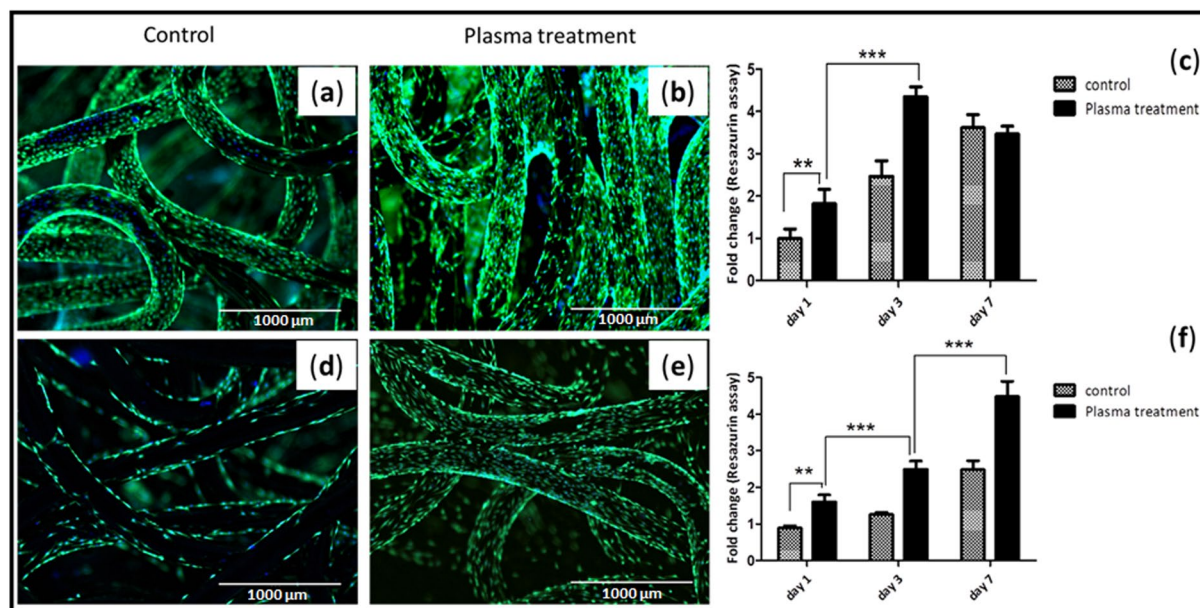 Control
Plasma treatment
(a)
1000 µm
(b)
1000 µm
(c)
Fold change (Resazurin assay)
5
4
3
2
1
0
**
***
control
Plasma treatment
day 1
day 3
day 7
(d)
1000 µm
(e)
1000 µm
(f)
Fold change (Resazurin assay)
5
4
3
2
1
0
**
***
***
control
Plasma treatment
day 1
day 3
day 7